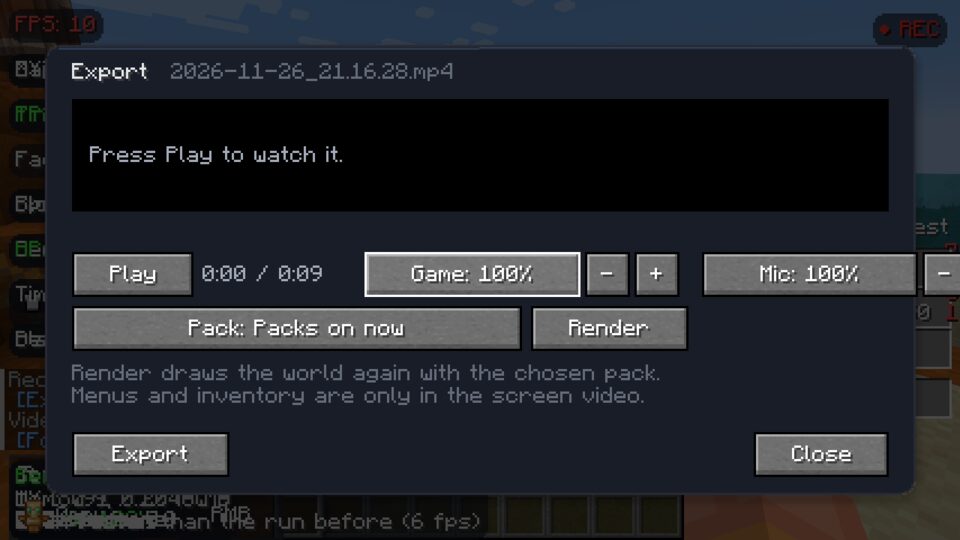 FPS: 10
REC
Export 2026-11-26_21.16.28.mp4
Press Play to watch it.
Play 0:00 / 0:09 Game: 100% - + Mic: 100% -
Pack: Packs on now Render
Render draws the world again with the chosen pack.
Menus and inventory are only in the screen video.
Export Close
than the run before (6 fps)